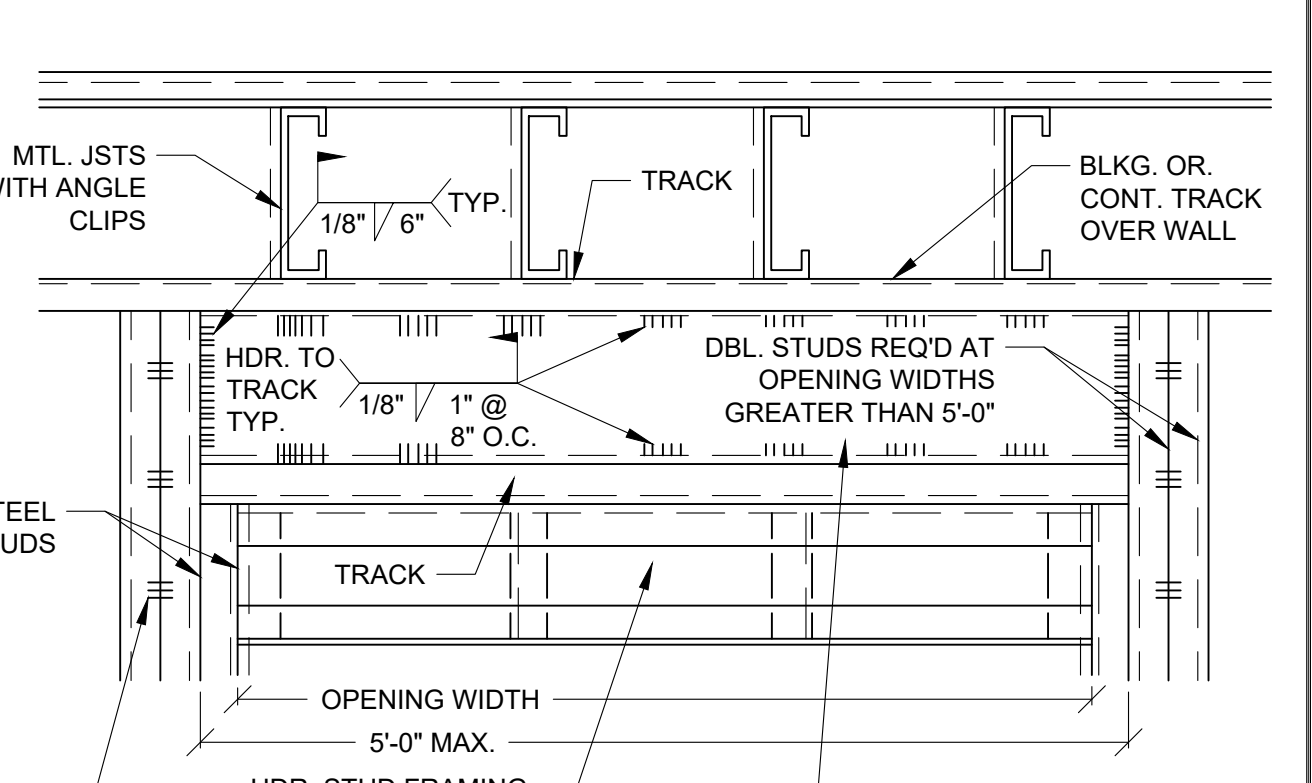 MTL. JSTS
WITH ANGLE
CLIPS
1/8" 6"
TYP.
TRACK
BLKG. OR.
CONT. TRACK
OVER WALL
HDR. TO
TRACK
TYP.
1/8" 1" @
8" O.C.
DBL. STUDS REQ'D AT
OPENING WIDTHS
GREATER THAN 5'-0"
TRACK
OPENING WIDTH
5'-0" MAX.
HDR. STUD FRAMING